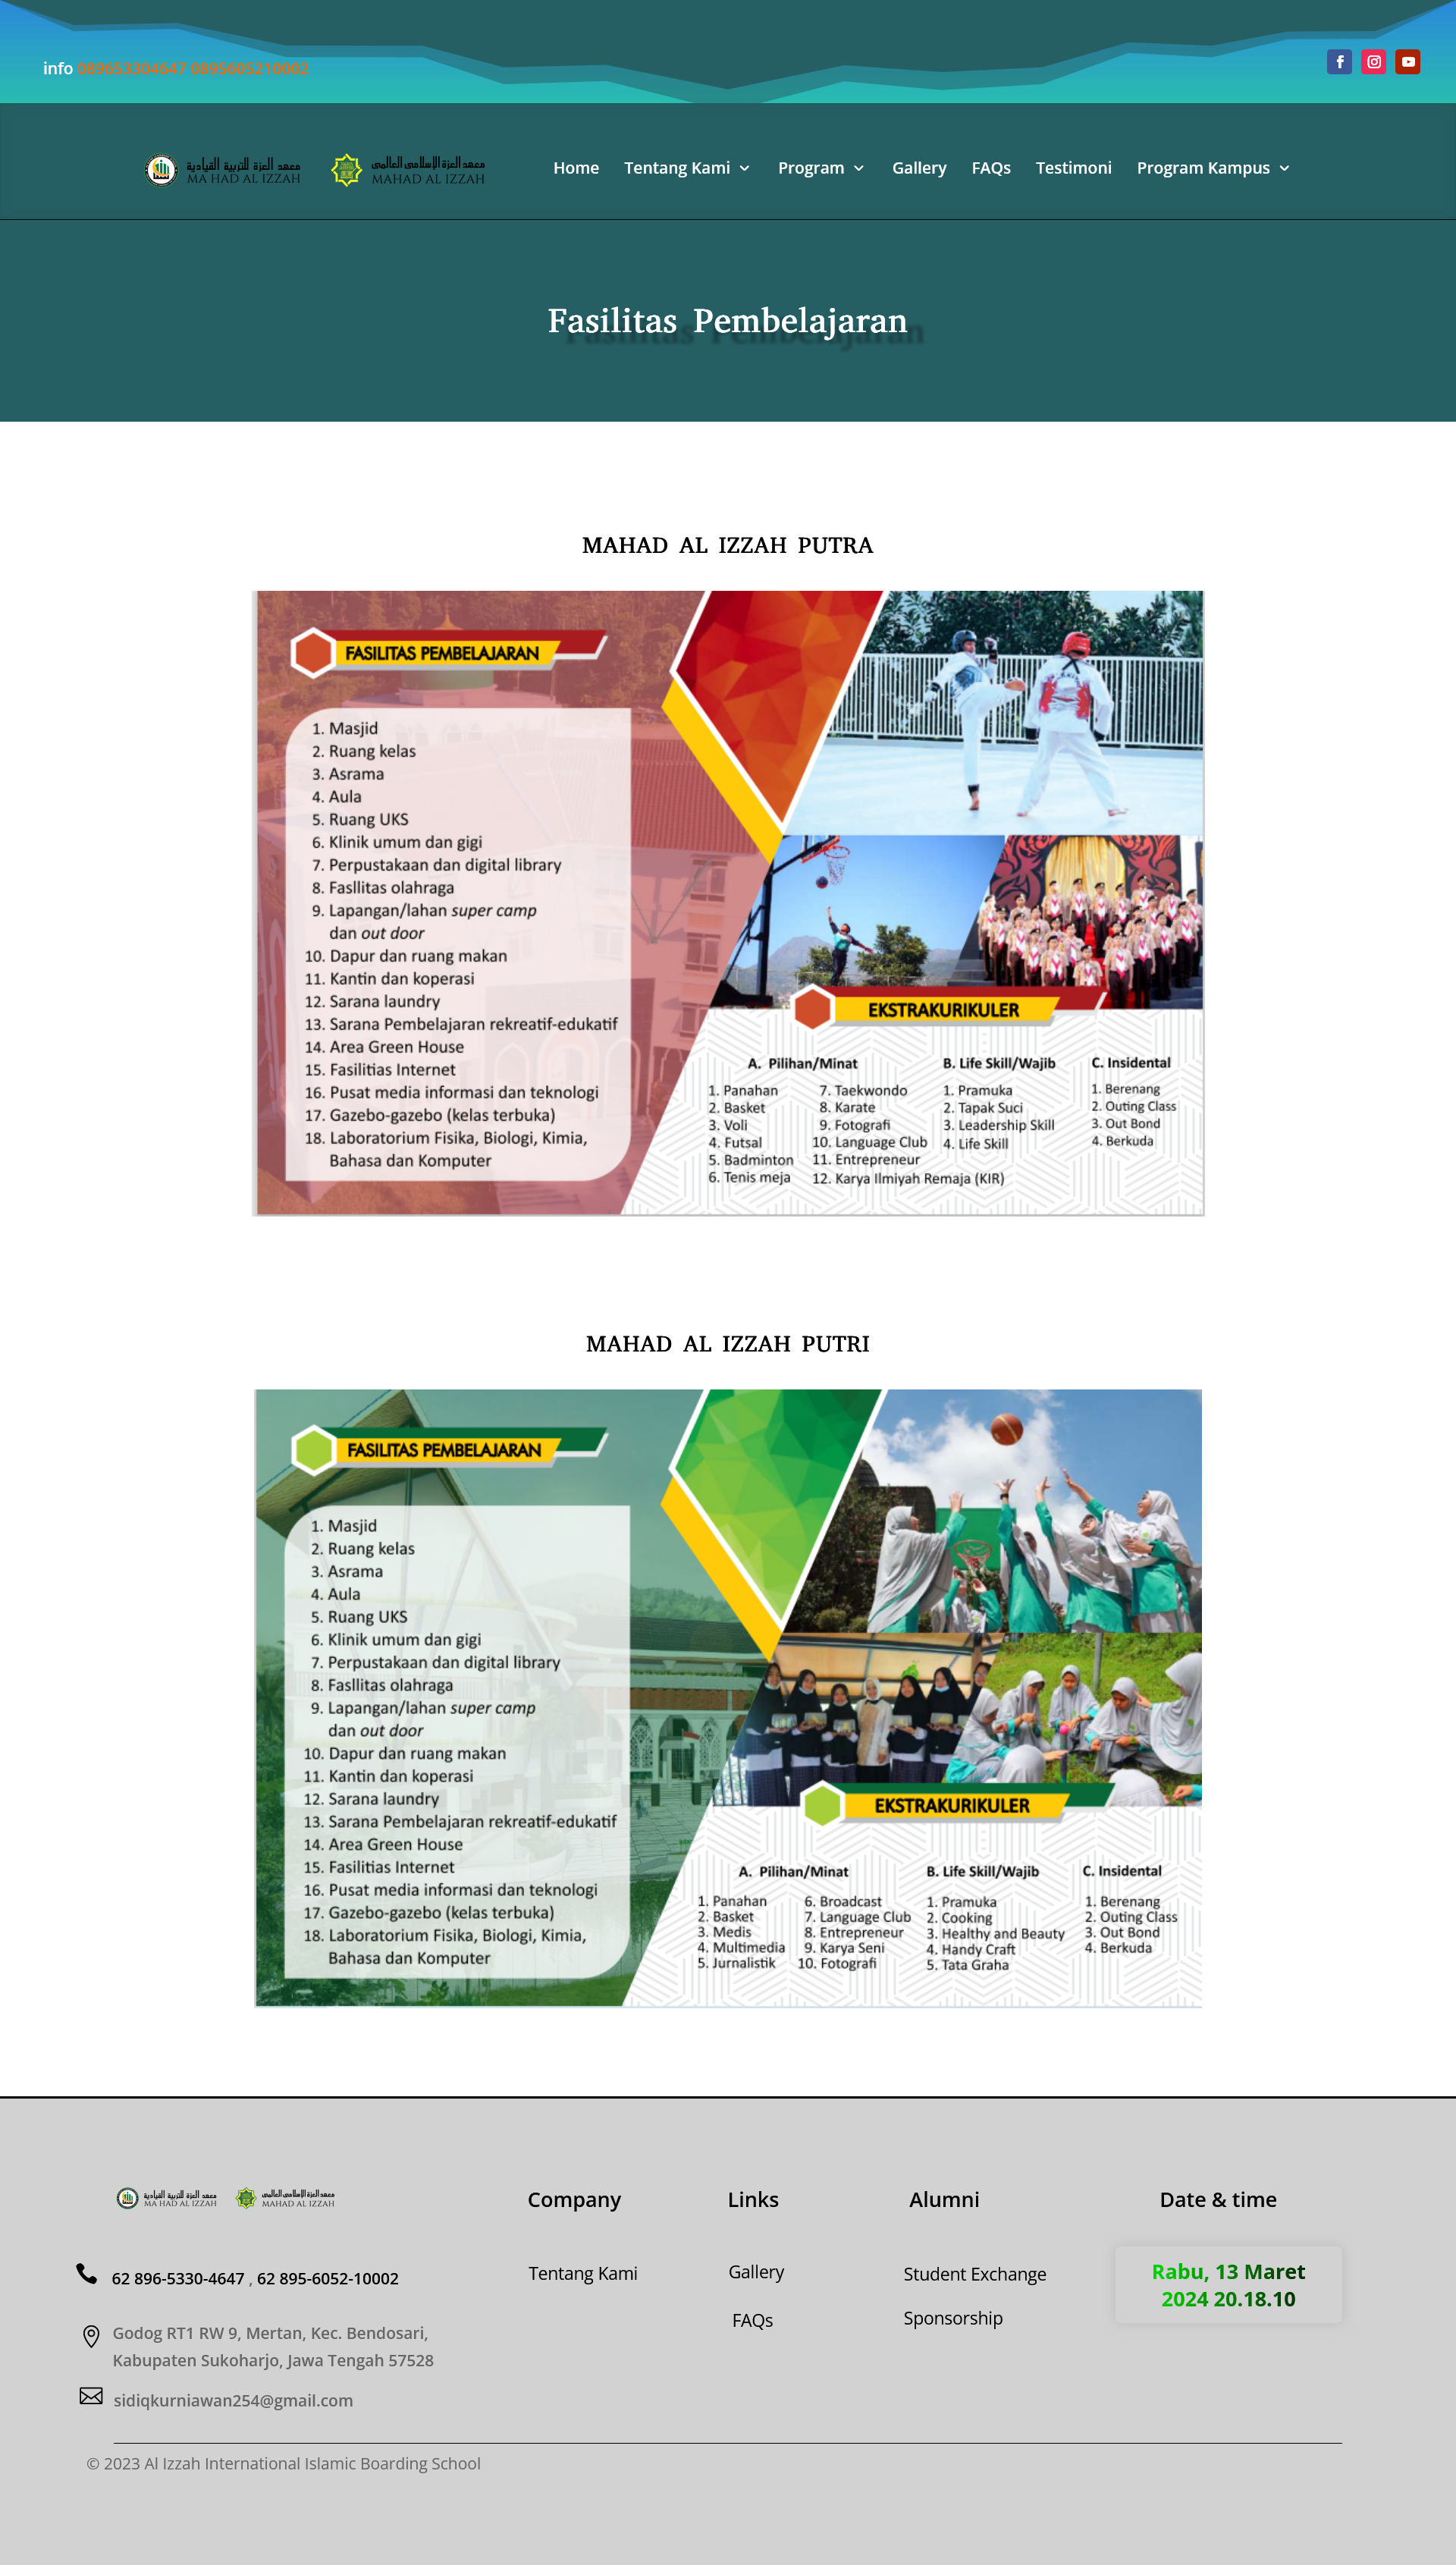 info 089653304647 0895605210002
معهد العزة للتربية القيادية
MA HAD AL IZZAH
معهد العزة الإسلامي العالمي
MAHAD AL IZZAH
Home Tentang Kami Program Gallery FAQs Testimoni Program Kampus
Fasilitas Pembelajaran
MAHAD AL IZZAH PUTRA
FASILITAS PEMBELAJARAN
1. Masjid
2. Ruang kelas
3. Asrama
4. Aula
5. Ruang UKS
6. Klinik umum dan gigi
7. Perpustakaan dan digital library
8. Fasllitas olahraga
9. Lapangan/lahan super camp
dan out door
10. Dapur dan ruang makan
11. Kantin dan koperasi
12. Sarana laundry
13. Sarana Pembelajaran rekreatif-edukatif
14. Area Green House
15. Fasilitias Internet
16. Pusat media informasi dan teknologi
17. Gazebo-gazebo (kelas terbuka)
18. Laboratorium Fisika, Biologi, Kimia,
Bahasa dan Komputer
EKSTRAKURIKULER
A. Pilihan/Minat
1. Panahan
2. Basket
3. Voli
4. Futsal
5. Badminton
6. Tenis meja
7. Taekwondo
8. Karate
9. Fotografi
10. Language Club
11. Entrepreneur
12. Karya Ilmiyah Remaja (KIR)
B. Life Skill/Wajib
1. Pramuka
2. Tapak Suci
3. Leadership Skill
4. Life Skill
C. Insidental
1. Berenang
2. Outing Class
3. Out Bond
4. Berkuda
MAHAD AL IZZAH PUTRI
FASILITAS PEMBELAJARAN
1. Masjid
2. Ruang kelas
3. Asrama
4. Aula
5. Ruang UKS
6. Klinik umum dan gigi
7. Perpustakaan dan digital library
8. Fasllitas olahraga
9. Lapangan/lahan super camp
dan out door
10. Dapur dan ruang makan
11. Kantin dan koperasi
12. Sarana laundry
13. Sarana Pembelajaran rekreatif-edukatif
14. Area Green House
15. Fasilitias Internet
16. Pusat media informasi dan teknologi
17. Gazebo-gazebo (kelas terbuka)
18. Laboratorium Fisika, Biologi, Kimia,
Bahasa dan Komputer
EKSTRAKURIKULER
A. Pilihan/Minat
1. Panahan
2. Basket
3. Medis
4. Multimedia
5. Jurnalistik
6. Broadcast
7. Language Club
8. Entrepreneur
9. Karya Seni
10. Fotografi
B. Life Skill/Wajib
1. Pramuka
2. Cooking
3. Healthy and Beauty
4. Handy Craft
5. Tata Graha
C. Insidental
1. Berenang
2. Outing Class
3. Out Bond
4. Berkuda
معهد العزة للتربية القيادية
MA HAD AL IZZAH
معهد العزة الإسلامي العالمي
MAHAD AL IZZAH
62 896-5330-4647 , 62 895-6052-10002
Godog RT1 RW 9, Mertan, Kec. Bendosari,
Kabupaten Sukoharjo, Jawa Tengah 57528
sidiqkurniawan254@gmail.com
Company
Tentang Kami
Links
Gallery
FAQs
Alumni
Student Exchange
Sponsorship
Date & time
Rabu, 13 Maret
2024 20.18.10
© 2023 Al Izzah International Islamic Boarding School